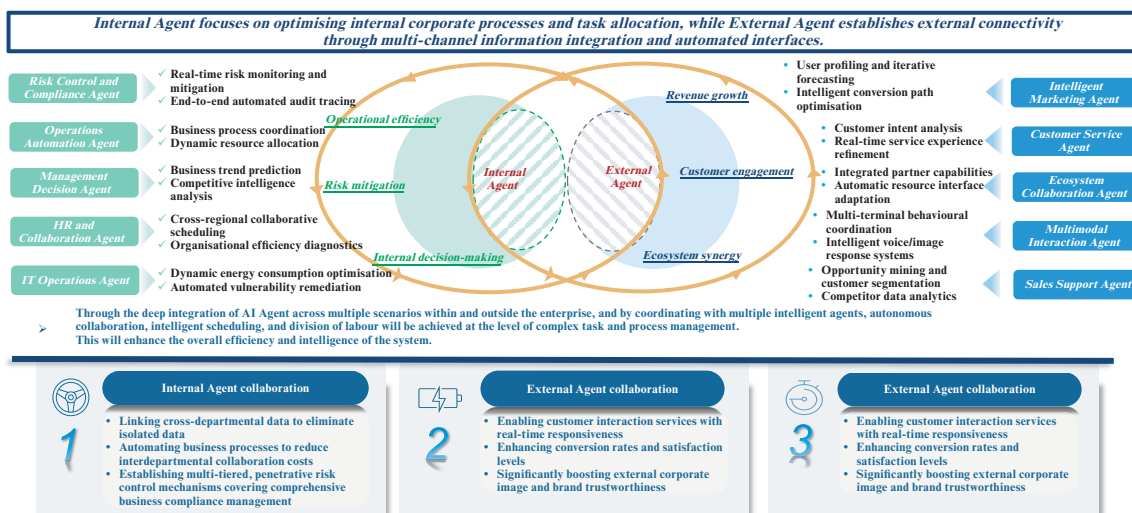 Internal Agent focuses on optimising internal corporate processes and task allocation, while External Agent establishes external connectivity
through multi-channel information integration and automated interfaces.
Risk Control and
Compliance Agent
Real-time risk monitoring and
mitigation
End-to-end automated audit tracing
Operations
Automation Agent
Business process coordination
Dynamic resource allocation
Management
Decision Agent
Business trend prediction
Competitive intelligence
analysis
HR and
Collaboration Agent
Cross-regional collaborative
scheduling
Organisational efficiency diagnostics
IT Operations Agent
Dynamic energy consumption optimisation
Automated vulnerability remediation
Operational efficiency
Risk mitigation
Internal decision-making
Internal
Agent
External
Agent
Revenue growth
Customer engagement
Ecosystem synergy
User profiling and iterative
forecasting
Intelligent conversion path
optimisation
Intelligent
Marketing Agent
Customer intent analysis
Real-time service experience
refinement
Customer Service
Agent
Integrated partner capabilities
Automatic resource interface
adaptation
Ecosystem
Collaboration Agent
Multi-terminal behavioural
coordination
Intelligent voice/image
response systems
Multimodal
Interaction Agent
Opportunity mining and
customer segmentation
Competitor data analytics
Sales Support Agent
Through the deep integration of AI Agent across multiple scenarios within and outside the enterprise, and by coordinating with multiple intelligent agents, autonomous
collaboration, intelligent scheduling, and division of labour will be achieved at the level of complex task and process management.
This will enhance the overall efficiency and intelligence of the system.
1
Internal Agent collaboration
Linking cross-departmental data to eliminate
isolated data
Automating business processes to reduce
interdepartmental collaboration costs
Establishing multi-tiered, penetrative risk
control mechanisms covering comprehensive
business compliance management
2
External Agent collaboration
Enabling customer interaction services with
real-time responsiveness
Enhancing conversion rates and satisfaction
levels
Significantly boosting external corporate
image and brand trustworthiness
3
External Agent collaboration
Enabling customer interaction services
with real-time responsiveness
Enhancing conversion rates and
satisfaction levels
Significantly boosting external corporate
image and brand trustworthiness